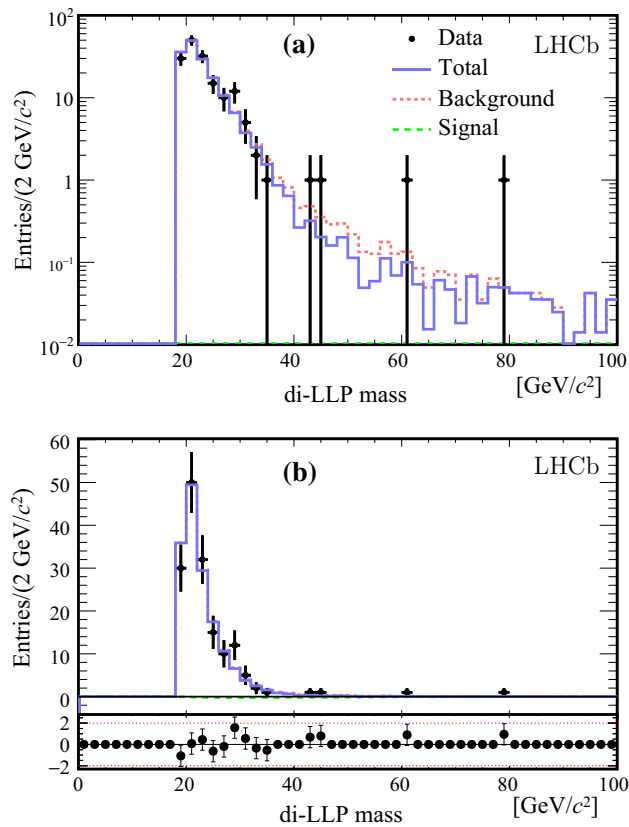 (a)
LHCb
Data
Total
Background
Signal
Entries/(2 GeV/c²)
10²
10
1
10⁻¹
10⁻²
0 20 40 60 80 100
di-LLP mass [GeV/c²]
(b)
LHCb
Entries/(2 GeV/c²)
60
50
40
30
20
10
0
2
0
−2
0 20 40 60 80 100
di-LLP mass [GeV/c²]